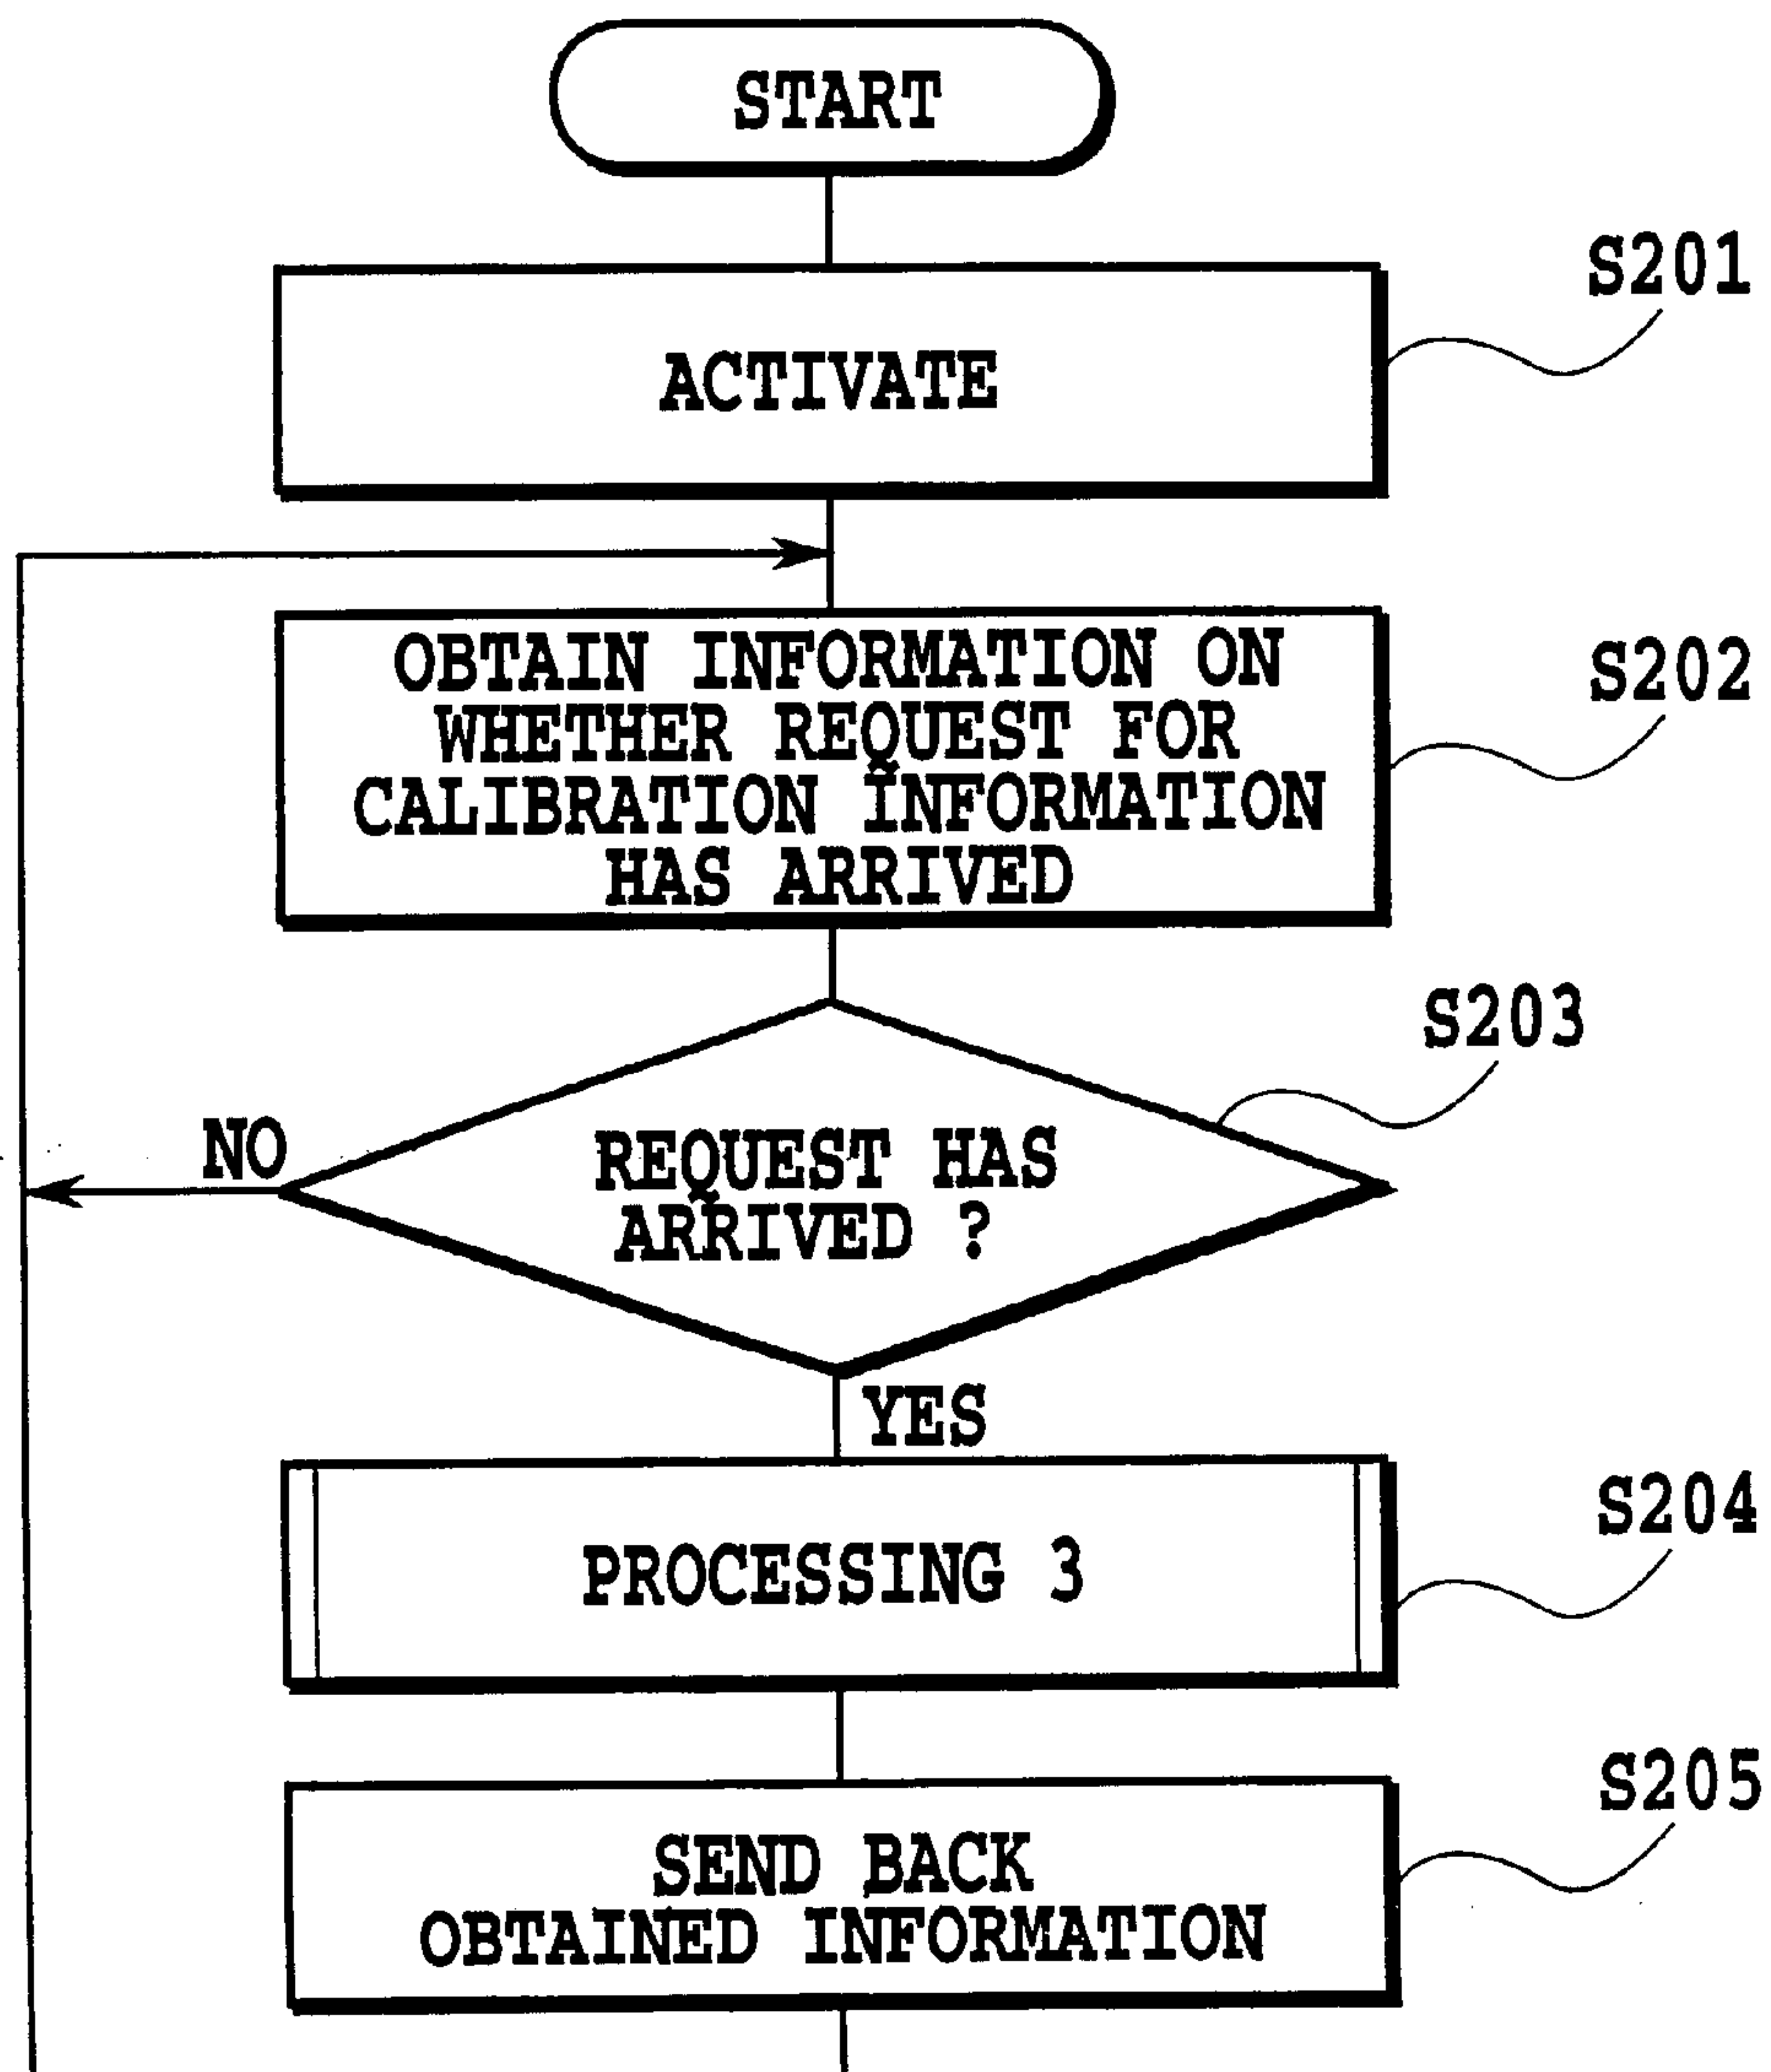 START
S201
ACTIVATE
OBTAIN INFORMATION ON
WHETHER REQUEST FOR
CALIBRATION INFORMATION
HAS ARRIVED
S202
S203
NO
REQUEST HAS
ARRIVED ?
YES
S204
PROCESSING 3
S205
SEND BACK
OBTAINED INFORMATION